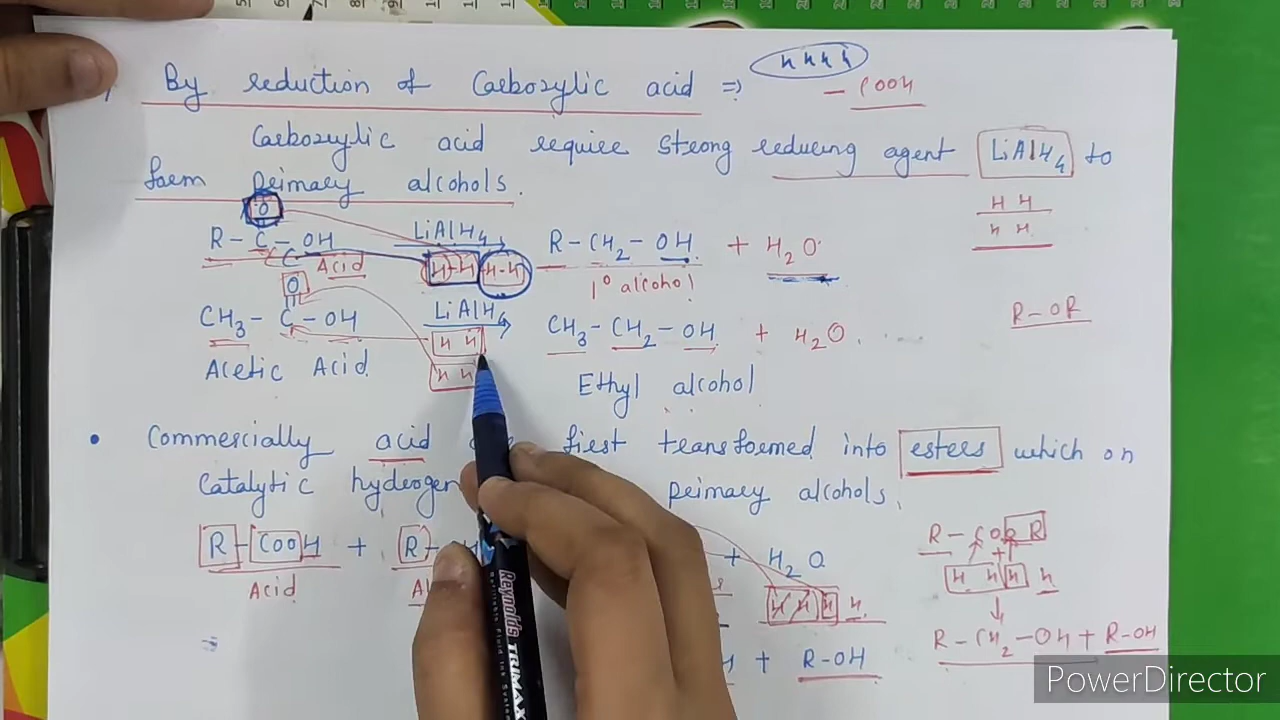 By reduction of Carboxylic acid ⇒ HHHH
- COOH
Carboxylic acid require strong reducing agent LiAlH4 to
form primary alcohols.
H H
H H
O
R - C - OH LiAlH4 R - CH2 - OH + H2O
C Acid H-H H-H 1° alcohol
O
CH3 - C - OH LiAlH4 CH3 - CH2 - OH + H2O
R - OR
H H
Acetic Acid H H Ethyl alcohol
• Commercially acid first transformed into esters which on
Catalytic hydrogen primary alcohols.
R - COOH + R - + H2O
Acid
H H H H
+ R-OH
R - COOR
+
H H H H
↓
R - CH2 - OH + R-OH
Reynolds TRIMAX
PowerDirector